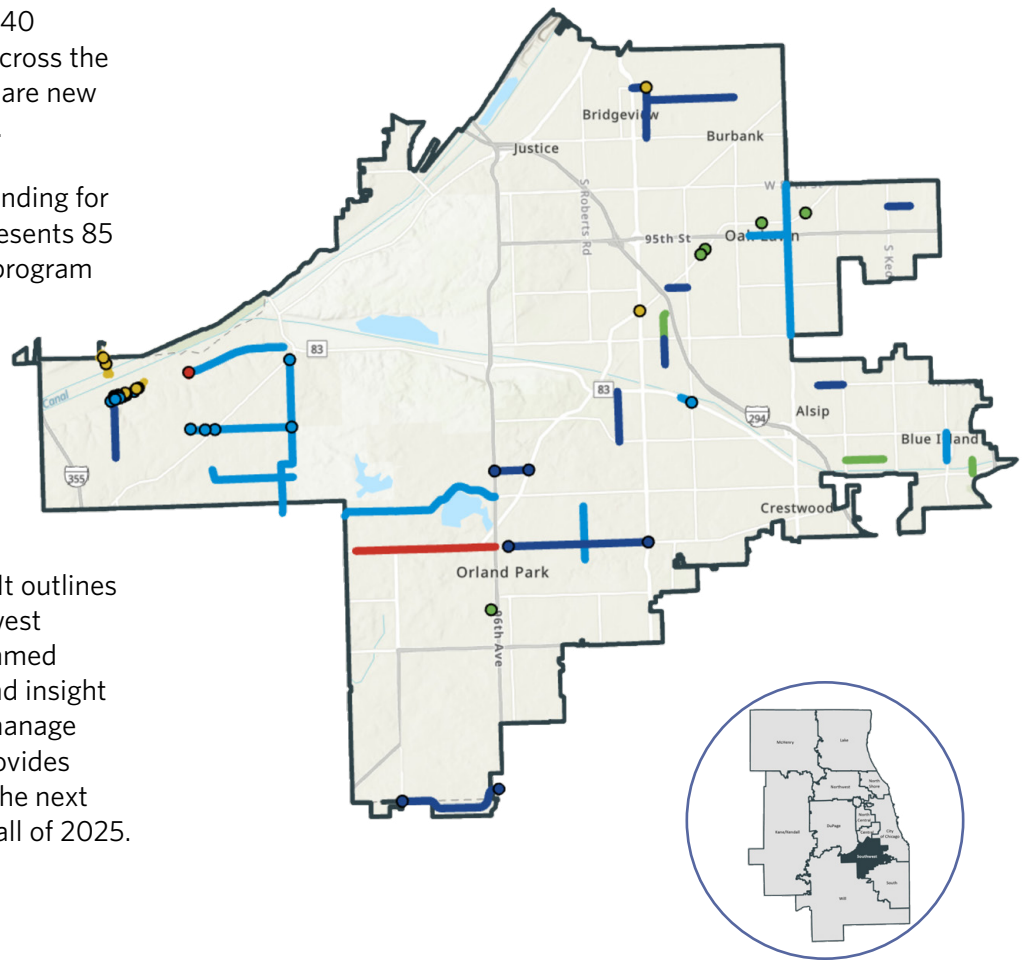 40
cross the
are new
nding for
esents 85
program
It outlines
vest
amed
nd insight
manage
ovides
the next
all of 2025.
Bridgeview
Burbank
Justice
S Roberts Rd
95th St
Oak Lawn
83
Canal
83
294
Alsip
Blue Island
355
Crestwood
Orland Park
96th Ave
McHenry
Lake
Northwest
North
Shore
Kane/Kendall
DuPage
North
Central
City
of Chicago
Southwest
South
Will